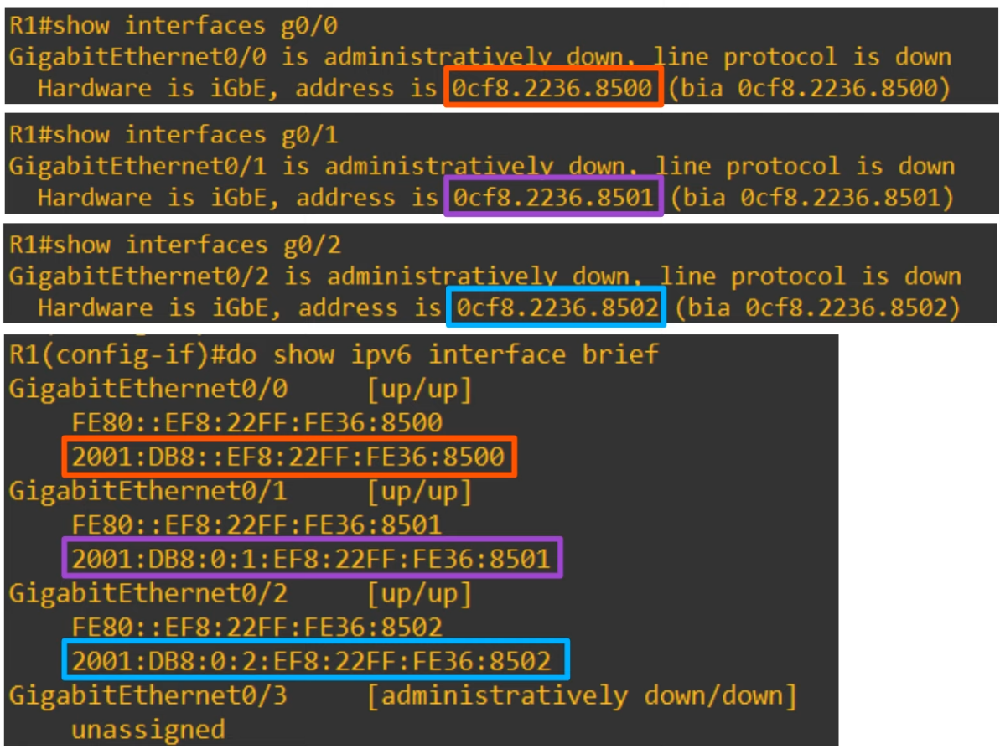 R1#show interfaces g0/0
GigabitEthernet0/0 is administratively down, line protocol is down
  Hardware is iGbE, address is 0cf8.2236.8500 (bia 0cf8.2236.8500)
R1#show interfaces g0/1
GigabitEthernet0/1 is administratively down, line protocol is down
  Hardware is iGbE, address is 0cf8.2236.8501 (bia 0cf8.2236.8501)
R1#show interfaces g0/2
GigabitEthernet0/2 is administratively down, line protocol is down
  Hardware is iGbE, address is 0cf8.2236.8502 (bia 0cf8.2236.8502)
R1(config-if)#do show ipv6 interface brief
GigabitEthernet0/0     [up/up]
    FE80::EF8:22FF:FE36:8500
    2001:DB8::EF8:22FF:FE36:8500
GigabitEthernet0/1     [up/up]
    FE80::EF8:22FF:FE36:8501
    2001:DB8:0:1:EF8:22FF:FE36:8501
GigabitEthernet0/2     [up/up]
    FE80::EF8:22FF:FE36:8502
    2001:DB8:0:2:EF8:22FF:FE36:8502
GigabitEthernet0/3     [administratively down/down]
    unassigned